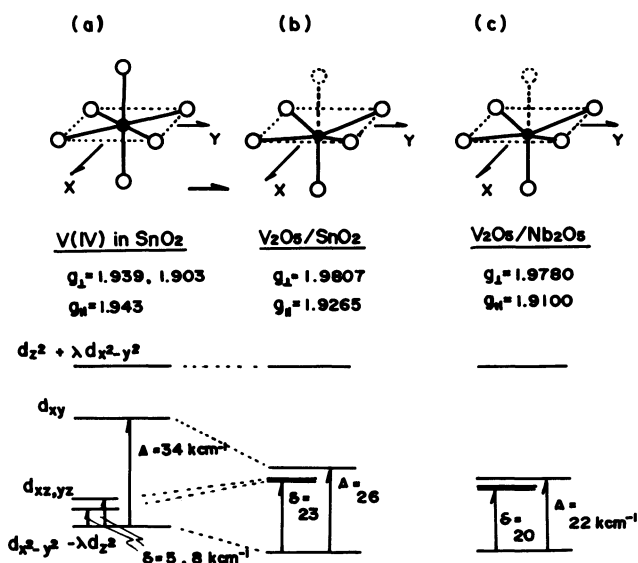 (a) (b) (c)
Y Y Y
X X X
V(IV) in SnO2 V2O5/SnO2 V2O5/Nb2O5
g⊥=1.939, 1.903 g⊥=1.9807 g⊥=1.9780
g∥=1.943 g∥=1.9265 g∥=1.9100
dz2 + λdx2-y2
dxy
Δ=34 kcm-1
dxz,yz
δ= 23 Δ= 26
δ= 20 Δ= 22 kcm-1
dx2-y2 -λdz2
δ=5, 8 kcm-1